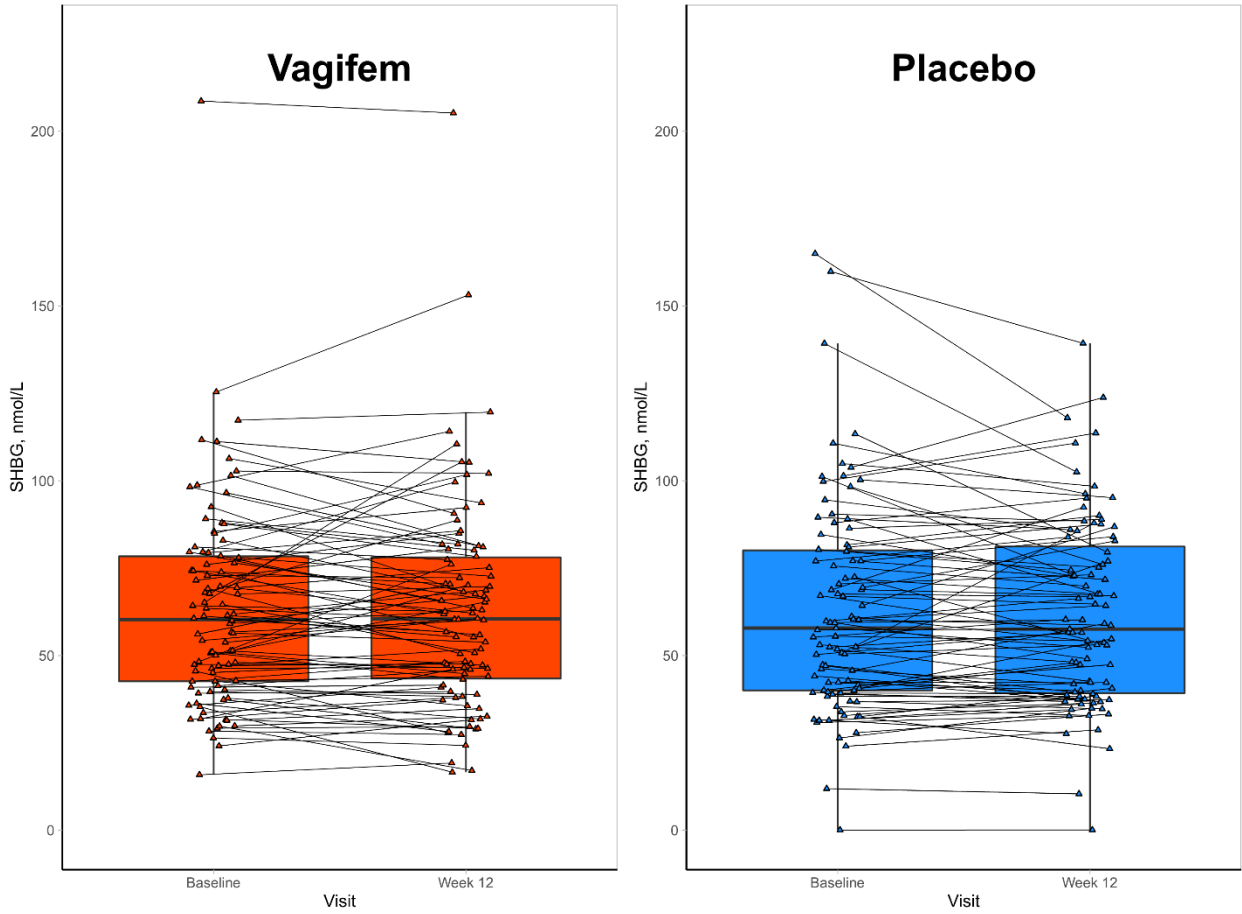 Vagifem
200
150
100
50
0
SHBG, nmol/L
Baseline
Week 12
Visit
Placebo
200
150
100
50
0
SHBG, nmol/L
Baseline
Week 12
Visit